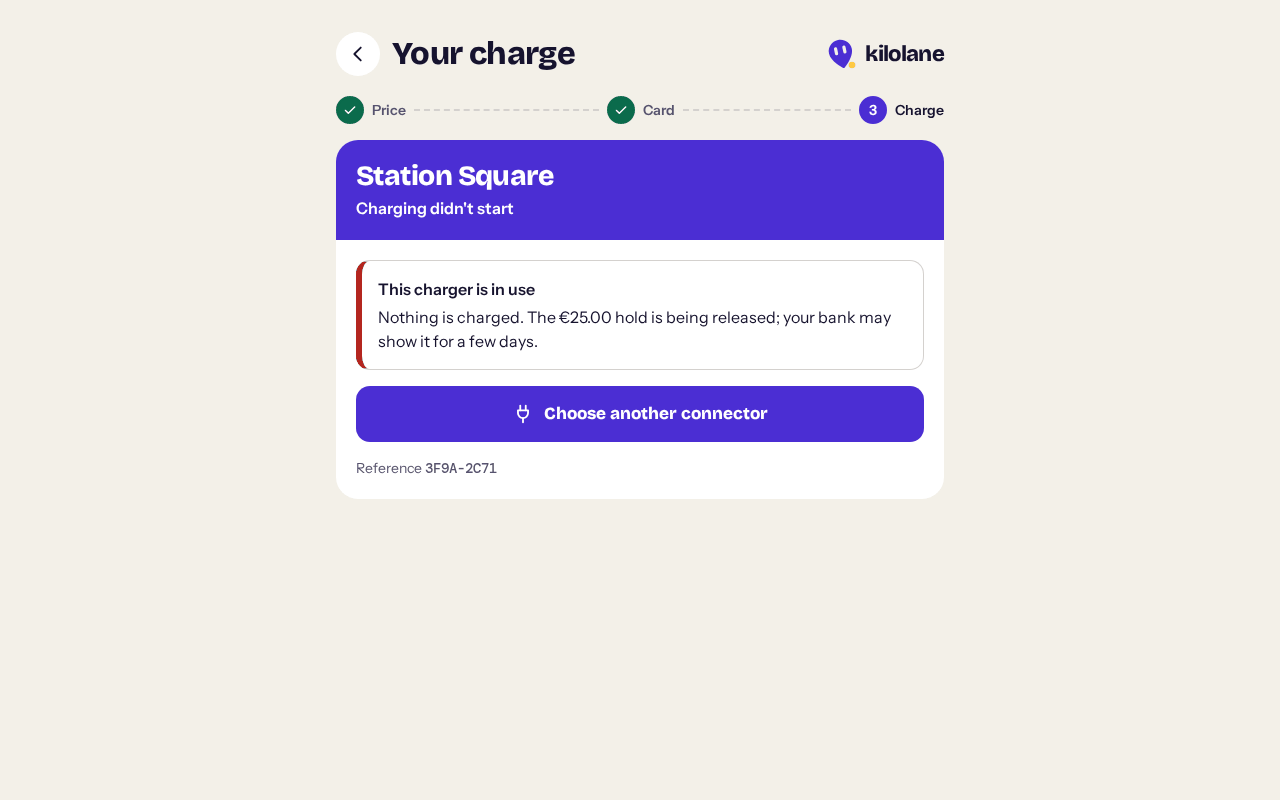 Your charge
kilolane
Price
Card
3
Charge
Station Square
Charging didn't start
This charger is in use
Nothing is charged. The €25.00 hold is being released; your bank may
show it for a few days.
Choose another connector
Reference 3F9A-2C71